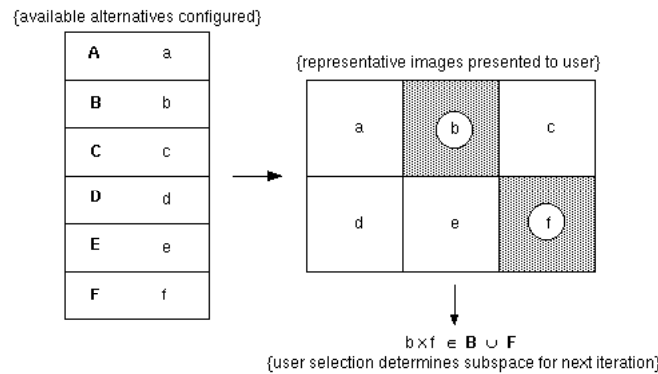 {available alternatives configured}
A a
B b
C c
D d
E e
F f
{representative images presented to user}
a b c
d e f
b×f ∈ B ∪ F
{user selection determines subspace for next iteration}